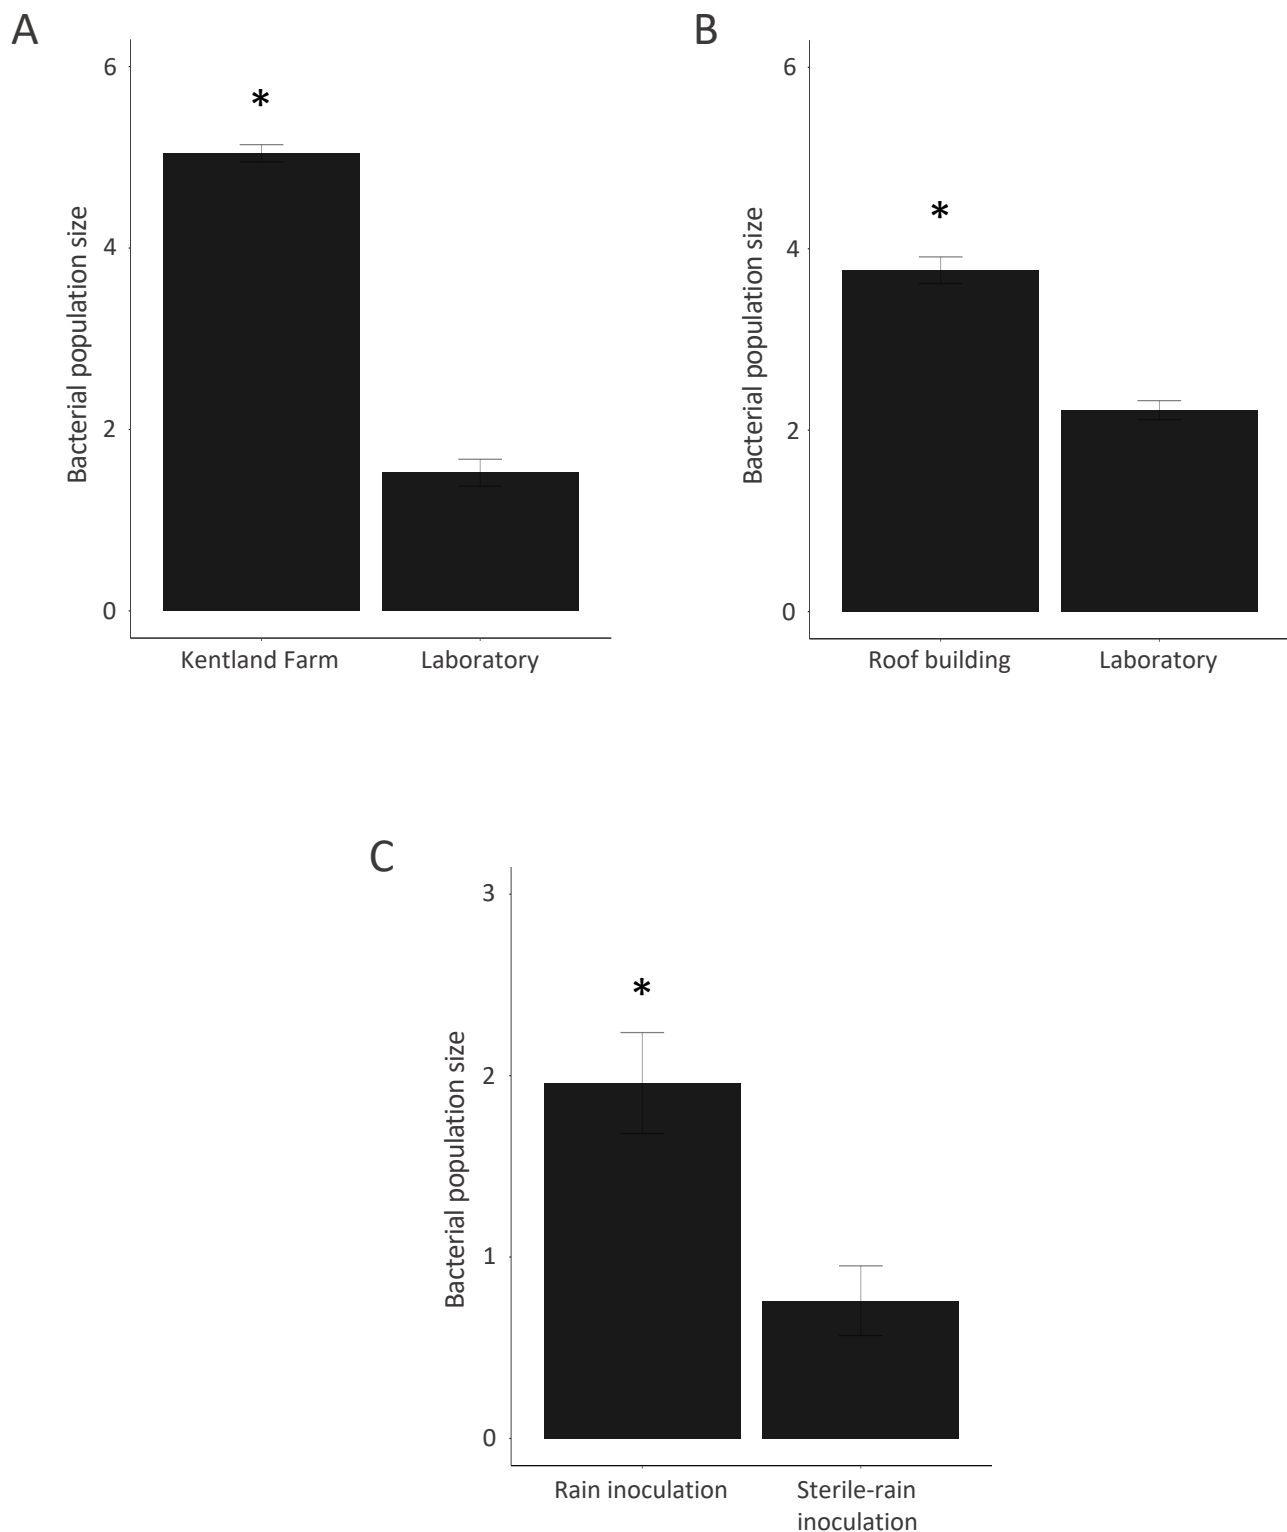 A
Bacterial population size
6
4
2
0
*
Kentland Farm
Laboratory
B
Bacterial population size
6
4
2
0
*
Roof building
Laboratory
C
Bacterial population size
3
2
1
0
*
Rain inoculation
Sterile-rain
inoculation